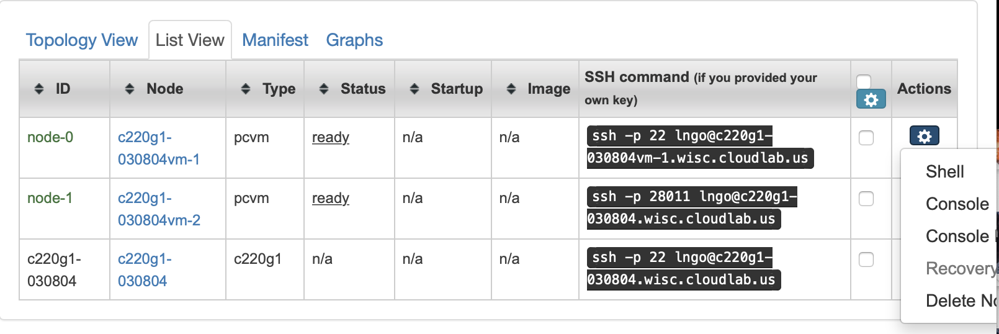 Topology View List View Manifest Graphs
ID Node Type Status Startup Image SSH command (if you provided your own key) Actions
node-0 c220g1- pcvm ready n/a n/a ssh -p 22 lngo@c220g1-
030804vm-1 030804vm-1.wisc.cloudlab.us
Shell
Console
Console
Recovery
Delete
node-1 c220g1- pcvm ready n/a n/a ssh -p 28011 lngo@c220g1-
030804vm-2 030804.wisc.cloudlab.us
c220g1- c220g1- c220g1 n/a n/a n/a ssh -p 22 lngo@c220g1-
030804 030804 030804.wisc.cloudlab.us